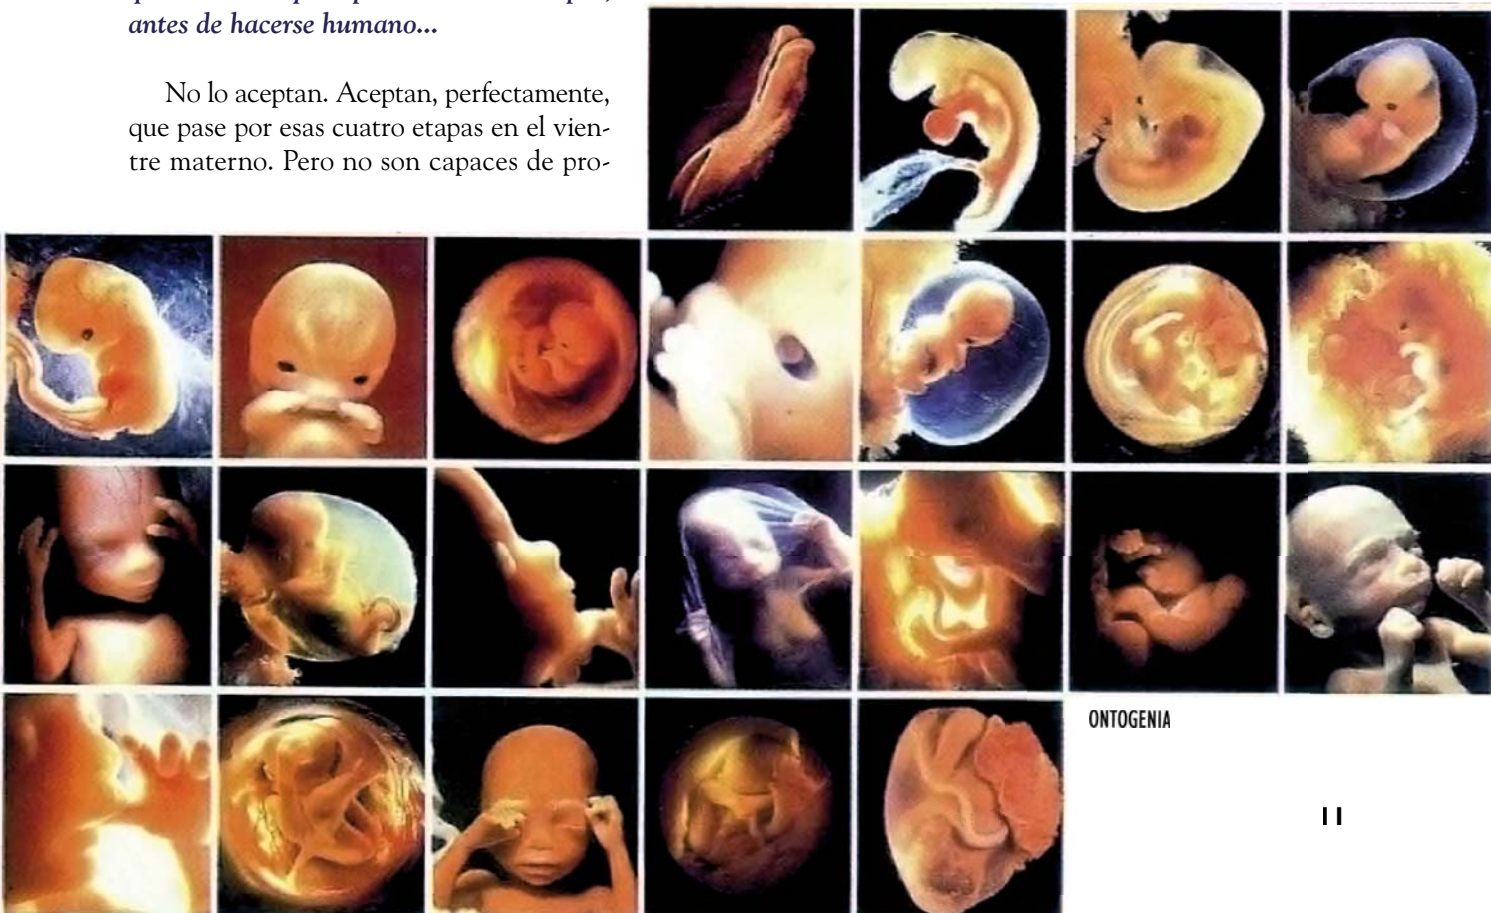 antes de hacerse humano...
No lo aceptan. Aceptan, perfectamente,
que pase por esas cuatro etapas en el vien-
tre materno. Pero no son capaces de pro-
ONTOGENIA
11